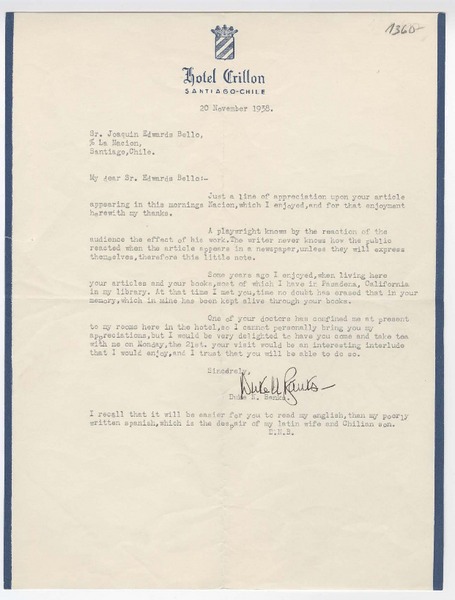 1360-
Hotel Crillon
SANTIAGO-CHILE
20 November 1938.
Sr. Joaquin Edwards Bello,
% La Nacion,
Santiago,Chile.
My dear Sr. Edwards Bello:-
Just a line of appreciation upon your article
appearing in this mornings Nacion,which I enjoyed,and for that enjoyment
herewith my thanks.
A playwright knows by the reaction of the
audience the effect of his work.The writer never knows how the public
reacted when the article appears in a newspaper,unless they will express
themselves,therefore this little note.
Some years ago I enjoyed,when living here
your articles and your books,most of which I have in Pasadena, California
in my library. At that time I met you,time no doubt has erased that in your
memory,which in mine has been kept alive through your books.
One of your doctors has confined me at present
to my rooms here in the hotel,so I cannot personally bring you my
appreciations,but I would be very delighted to have you come and take tea
with me on Monday,the 21st. your visit would be an interesting interlude
that I would enjoy,and I trust that you will be able to do so.
Sincerely,
Duke N. Banks.
I recall that it will be easier for you to read my english,than my poorly
written spanish,which is the despair of my latin wife and Chilian son.
D.N.B.